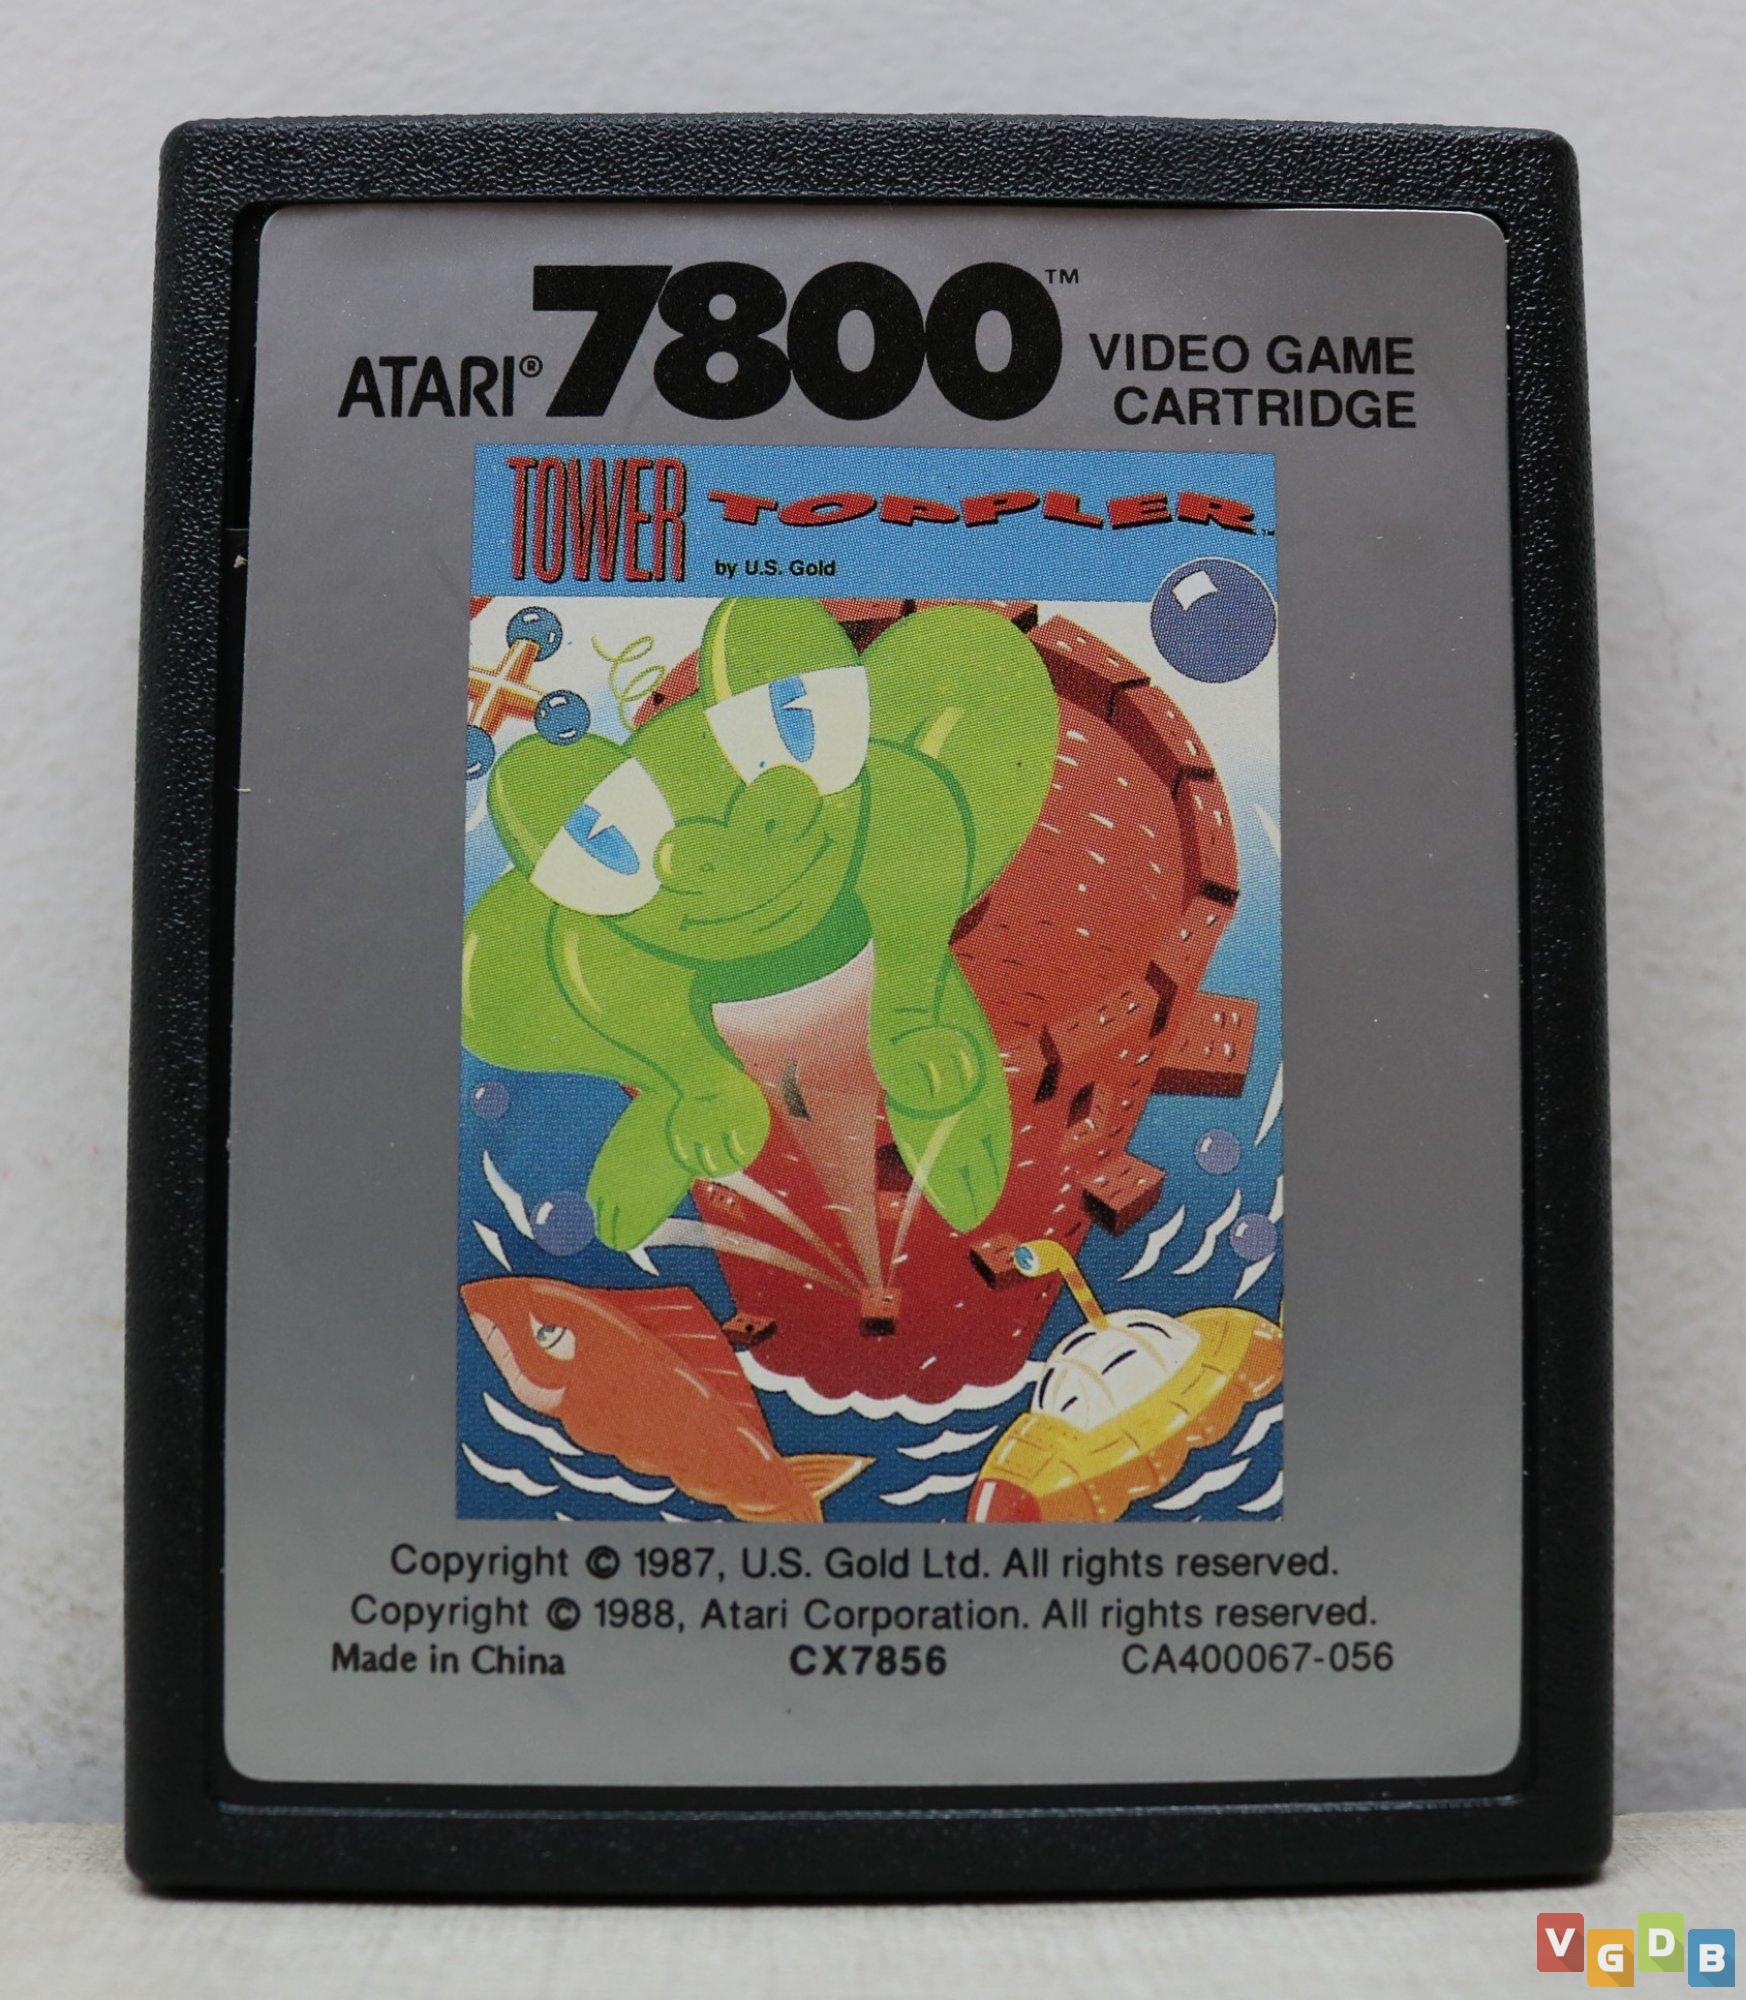 ATARI® 7800™ VIDEO GAME
CARTRIDGE
TOWER TOPPLER™
by U.S. Gold
Copyright © 1987, U.S. Gold Ltd. All rights reserved.
Copyright © 1988, Atari Corporation. All rights reserved.
Made in China CX7856 CA400067-056
VGDB